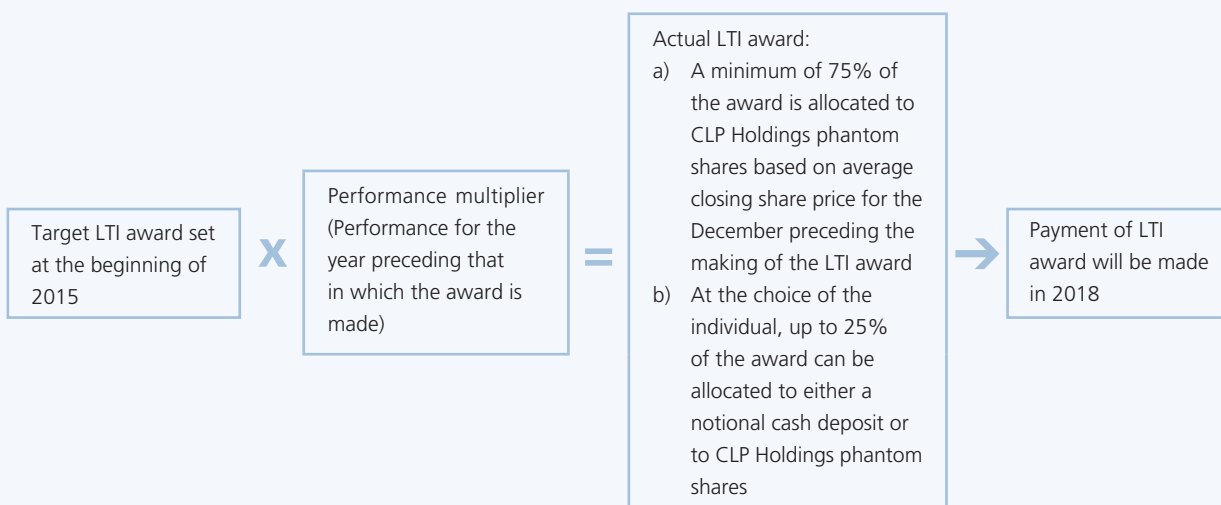 Target LTI award set
at the beginning of
2015
X
Performance multiplier
(Performance for the
year preceding that
in which the award is
made)
=
Actual LTI award:
a) A minimum of 75% of
the award is allocated to
CLP Holdings phantom
shares based on average
closing share price for the
December preceding the
making of the LTI award
b) At the choice of the
individual, up to 25%
of the award can be
allocated to either a
notional cash deposit or
to CLP Holdings phantom
shares
Payment of LTI
award will be made
in 2018